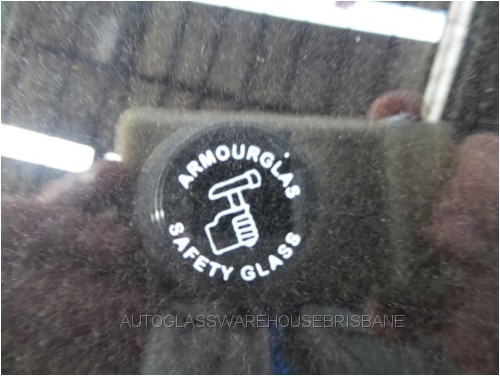 ARMOURGLAS
SAFETY GLASS
AUTOGLASSWAREHOUSEBRISBANE